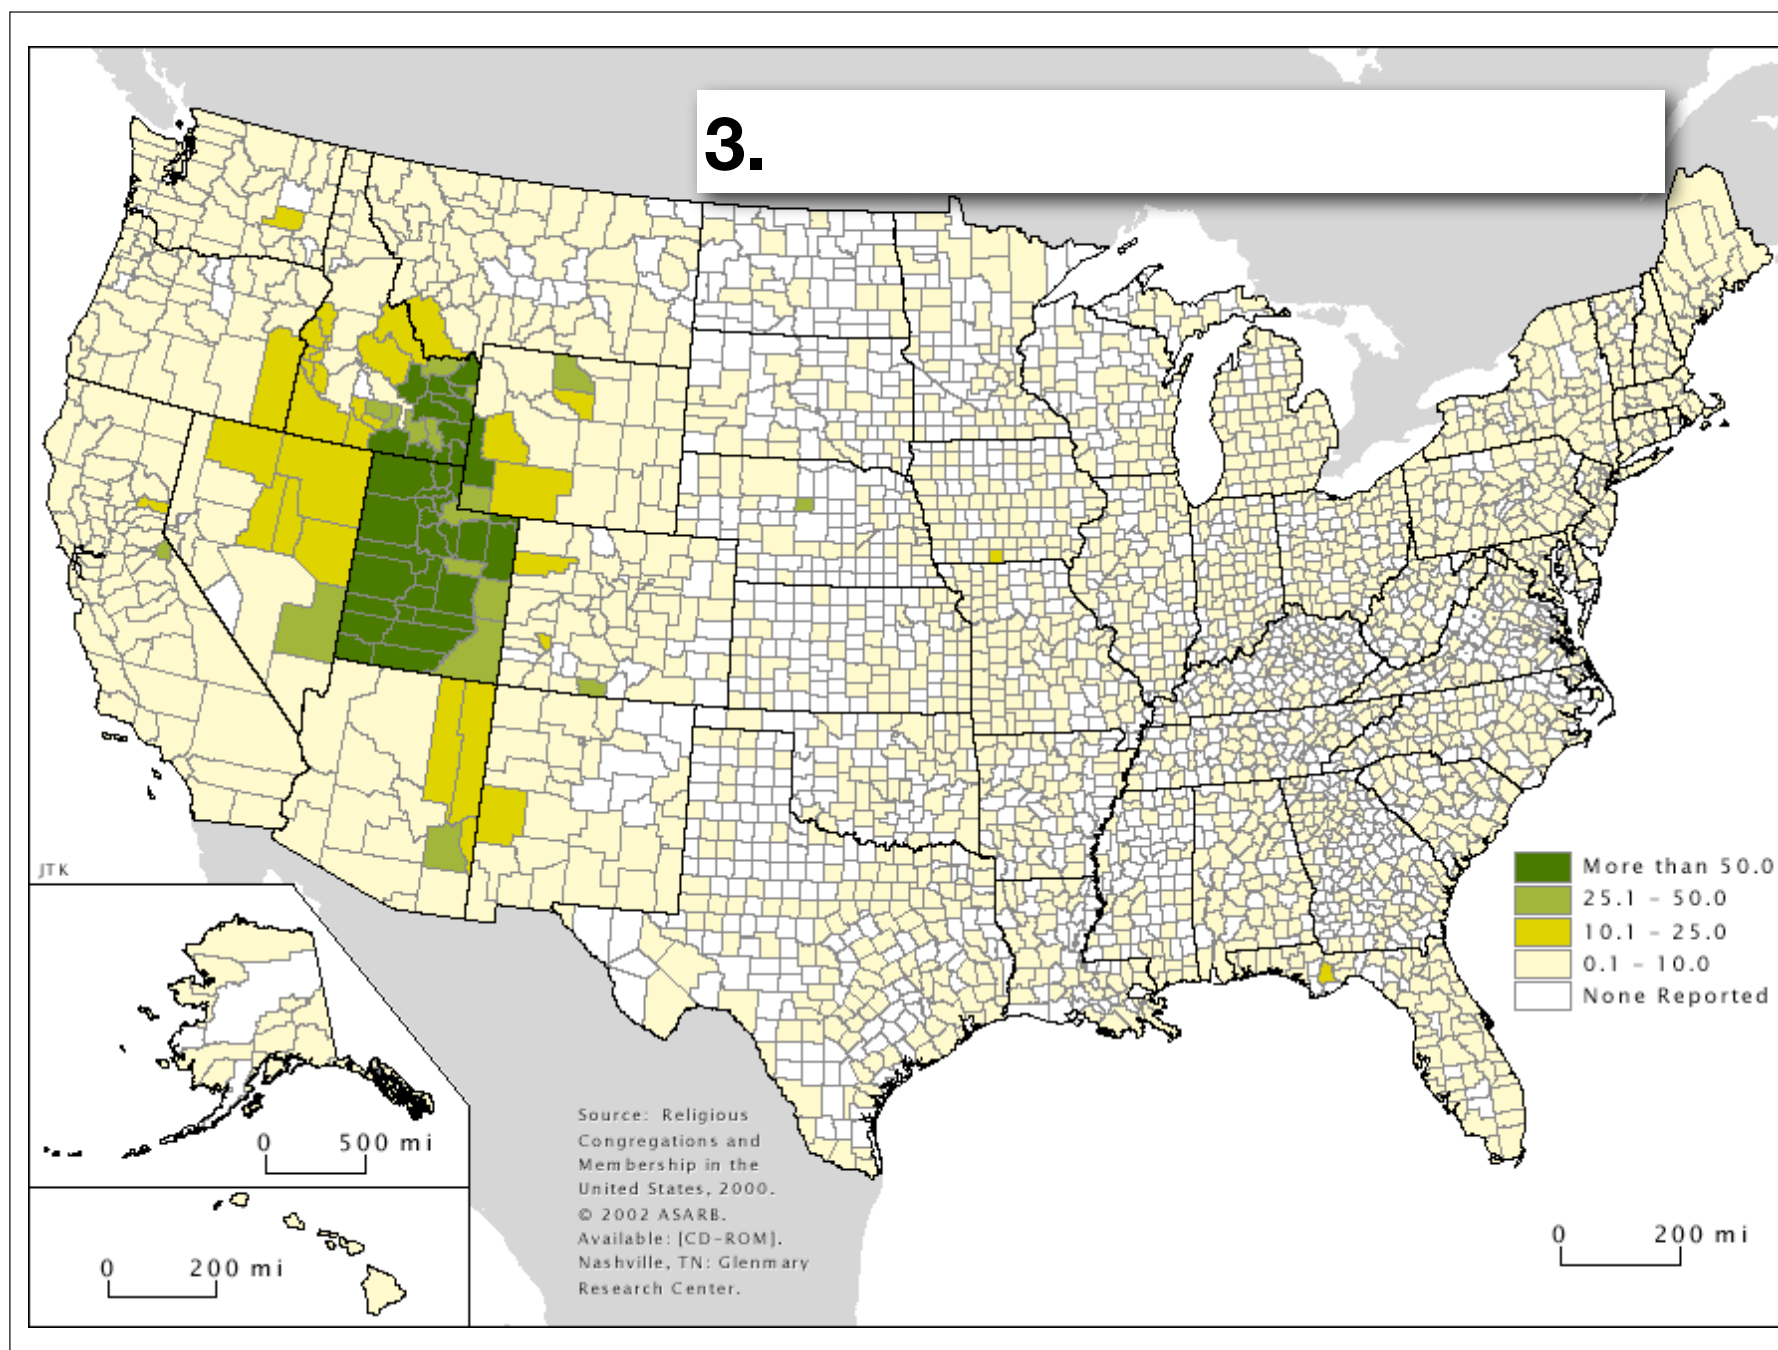 3.
JTK
More than 50.0
25.1 – 50.0
10.1 – 25.0
0.1 – 10.0
None Reported
0 500 mi
0 200 mi
Source: Religious
Congregations and
Membership in the
United States, 2000.
© 2002 ASARB.
Available: [CD-ROM].
Nashville, TN: Glenmary
Research Center.
0 200 mi